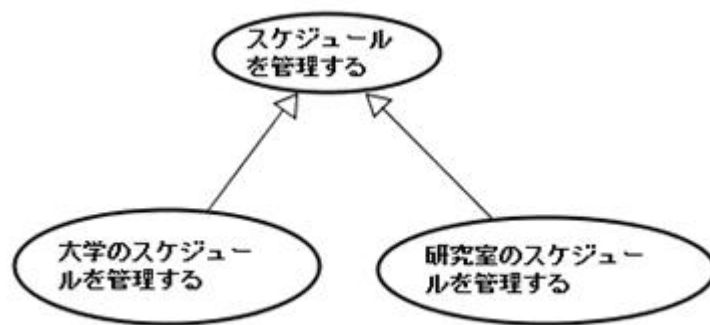 スケジュール
を管理する
大学のスケジュー
ルを管理する
研究室のスケジュー
ルを管理する